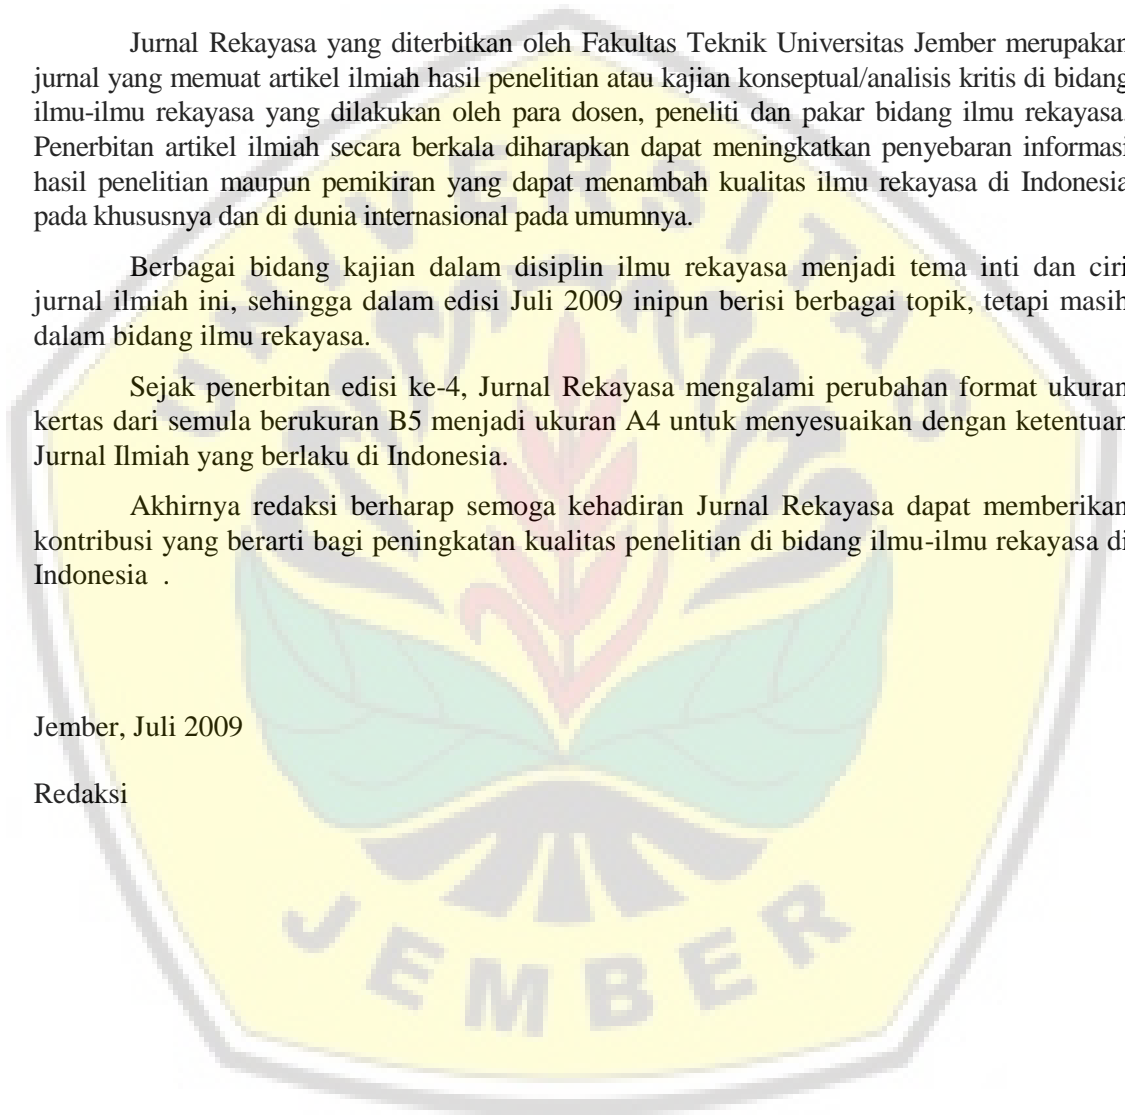 Jurnal Rekayasa yang diterbitkan oleh Fakultas Teknik Universitas Jember merupakan
jurnal yang memuat artikel ilmiah hasil penelitian atau kajian konseptual/analisis kritis di bidang
ilmu-ilmu rekayasa yang dilakukan oleh para dosen, peneliti dan pakar bidang ilmu rekayasa.
Penerbitan artikel ilmiah secara berkala diharapkan dapat meningkatkan penyebaran informasi
hasil penelitian maupun pemikiran yang dapat menambah kualitas ilmu rekayasa di Indonesia
pada khususnya dan di dunia internasional pada umumnya.
Berbagai bidang kajian dalam disiplin ilmu rekayasa menjadi tema inti dan ciri
jurnal ilmiah ini, sehingga dalam edisi Juli 2009 inipun berisi berbagai topik, tetapi masih
dalam bidang ilmu rekayasa.
Sejak penerbitan edisi ke-4, Jurnal Rekayasa mengalami perubahan format ukuran
kertas dari semula berukuran B5 menjadi ukuran A4 untuk menyesuaikan dengan ketentuan
Jurnal Ilmiah yang berlaku di Indonesia.
Akhirnya redaksi berharap semoga kehadiran Jurnal Rekayasa dapat memberikan
kontribusi yang berarti bagi peningkatan kualitas penelitian di bidang ilmu-ilmu rekayasa di
Indonesia .
Jember, Juli 2009
Redaksi
UNIVERSITAS
JEMBER